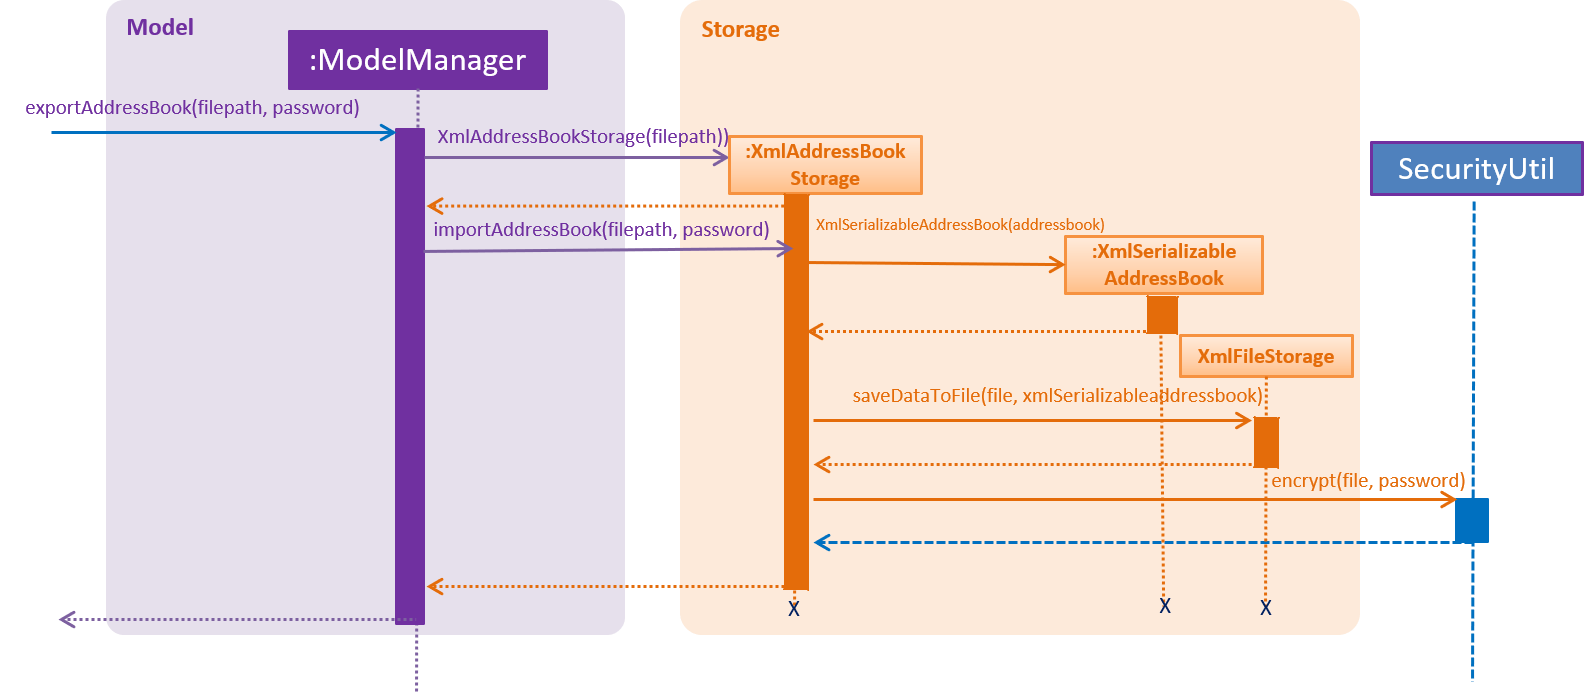 Model
Storage
:ModelManager
exportAddressBook(filepath, password)
XmlAddressBookStorage(filepath))
:XmlAddressBook
Storage
SecurityUtil
importAddressBook(filepath, password)
XmlSerializableAddressBook(addressbook)
:XmlSerializable
AddressBook
XmlFileStorage
saveDataToFile(file, xmlSerializableaddressbook)
encrypt(file, password)
X
X
X